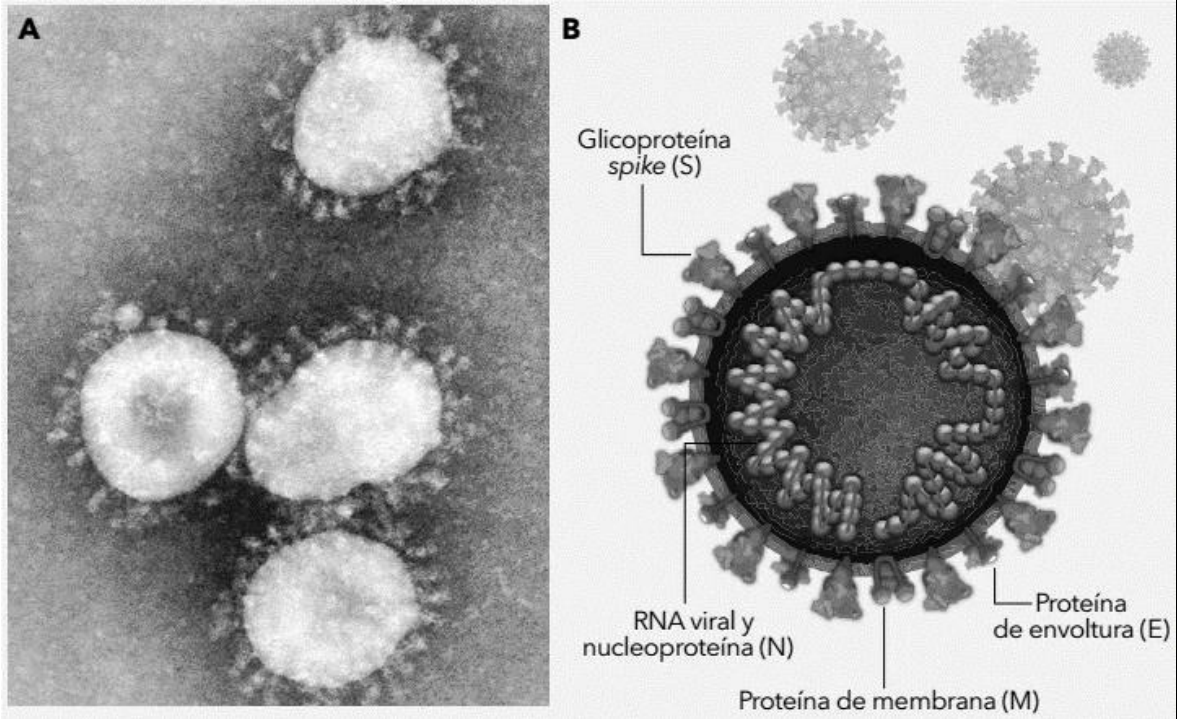 A
B
Glicoproteína
spike (S)
RNA viral y
nucleoproteína (N)
Proteína
de envoltura (E)
Proteína de membrana (M)